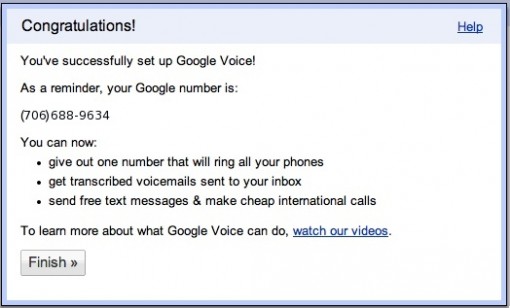 Congratulations!
Help
You've successfully set up Google Voice!
As a reminder, your Google number is:
(706)688-9634
You can now:
• give out one number that will ring all your phones
• get transcribed voicemails sent to your inbox
• send free text messages & make cheap international calls
To learn more about what Google Voice can do, watch our videos.
Finish »